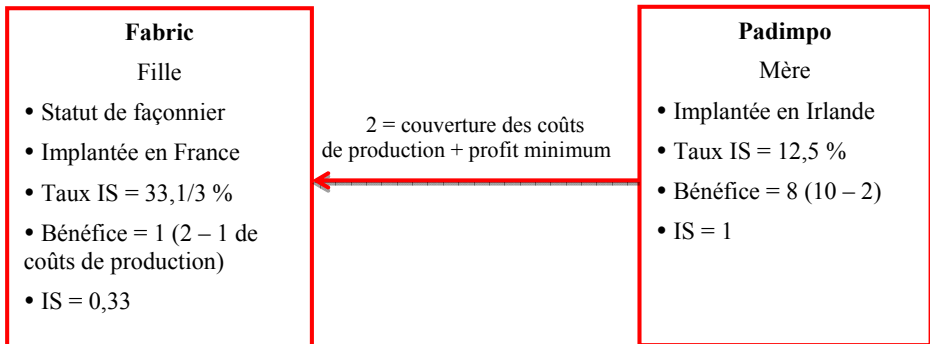 Fabric
Fille
• Statut de façonnier
• Implantée en France
• Taux IS = 33,1/3 %
• Bénéfice = 1 (2 – 1 de
coûts de production)
• IS = 0,33
2 = couverture des coûts
de production + profit minimum
Padimpo
Mère
• Implantée en Irlande
• Taux IS = 12,5 %
• Bénéfice = 8 (10 – 2)
• IS = 1